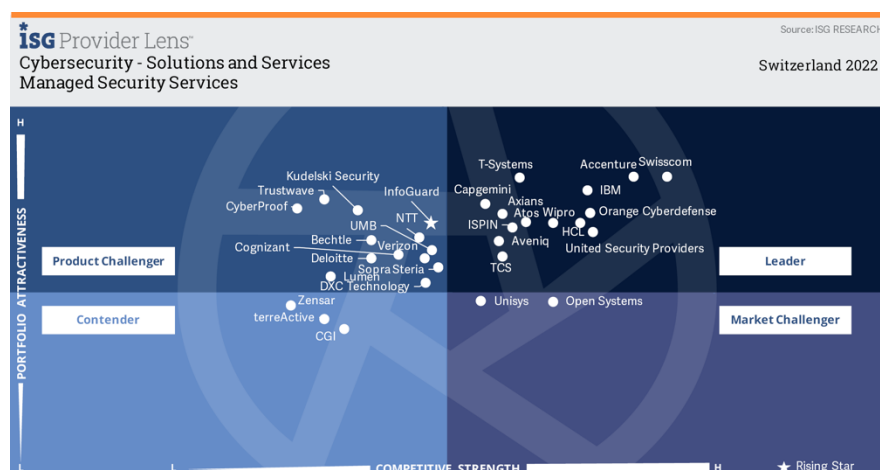 Source: ISG RESEARCH
ISG Provider Lens™
Cybersecurity - Solutions and Services
Managed Security Services
Switzerland 2022
H
PORTFOLIO ATTRACTIVENESS
Kudelski Security
Trustwave
InfoGuard
CyberProof
NTT
UMB
Bechtle
Verizon
Cognizant
Deloitte
Sopra Steria
Lumen
DXC Technology
Product Challenger
T-Systems
Accenture
Swisscom
Capgemini
IBM
Axians
Atos
Wipro
Orange Cyberdefense
ISPIN
HCL
Aveniq
United Security Providers
TCS
Leader
Zensar
terreActive
CGI
Contender
Unisys
Open Systems
Market Challenger
L
L
COMPETITIVE STRENGTH
H
Rising Star